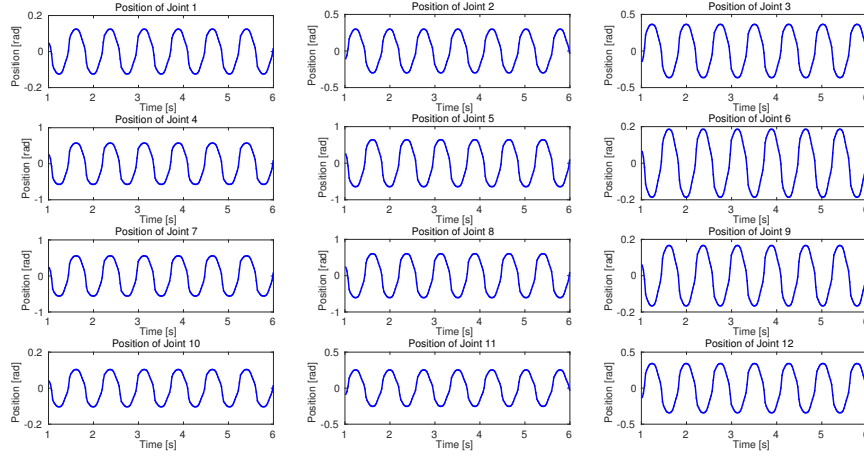 Position of Joint 1
Position [rad]
0.2
0
-0.2
1 2 3 4 5 6
Time [s]
Position of Joint 2
Position [rad]
0.5
0
-0.5
1 2 3 4 5 6
Time [s]
Position of Joint 3
Position [rad]
0.5
0
-0.5
1 2 3 4 5 6
Time [s]
Position of Joint 4
Position [rad]
1
0
-1
1 2 3 4 5 6
Time [s]
Position of Joint 5
Position [rad]
1
0
-1
1 2 3 4 5 6
Time [s]
Position of Joint 6
Position [rad]
0.2
0
-0.2
1 2 3 4 5 6
Time [s]
Position of Joint 7
Position [rad]
1
0
-1
1 2 3 4 5 6
Time [s]
Position of Joint 8
Position [rad]
1
0
-1
1 2 3 4 5 6
Time [s]
Position of Joint 9
Position [rad]
0.2
0
-0.2
1 2 3 4 5 6
Time [s]
Position of Joint 10
Position [rad]
0.2
0
-0.2
1 2 3 4 5 6
Time [s]
Position of Joint 11
Position [rad]
0.5
0
-0.5
1 2 3 4 5 6
Time [s]
Position of Joint 12
Position [rad]
0.5
0
-0.5
1 2 3 4 5 6
Time [s]